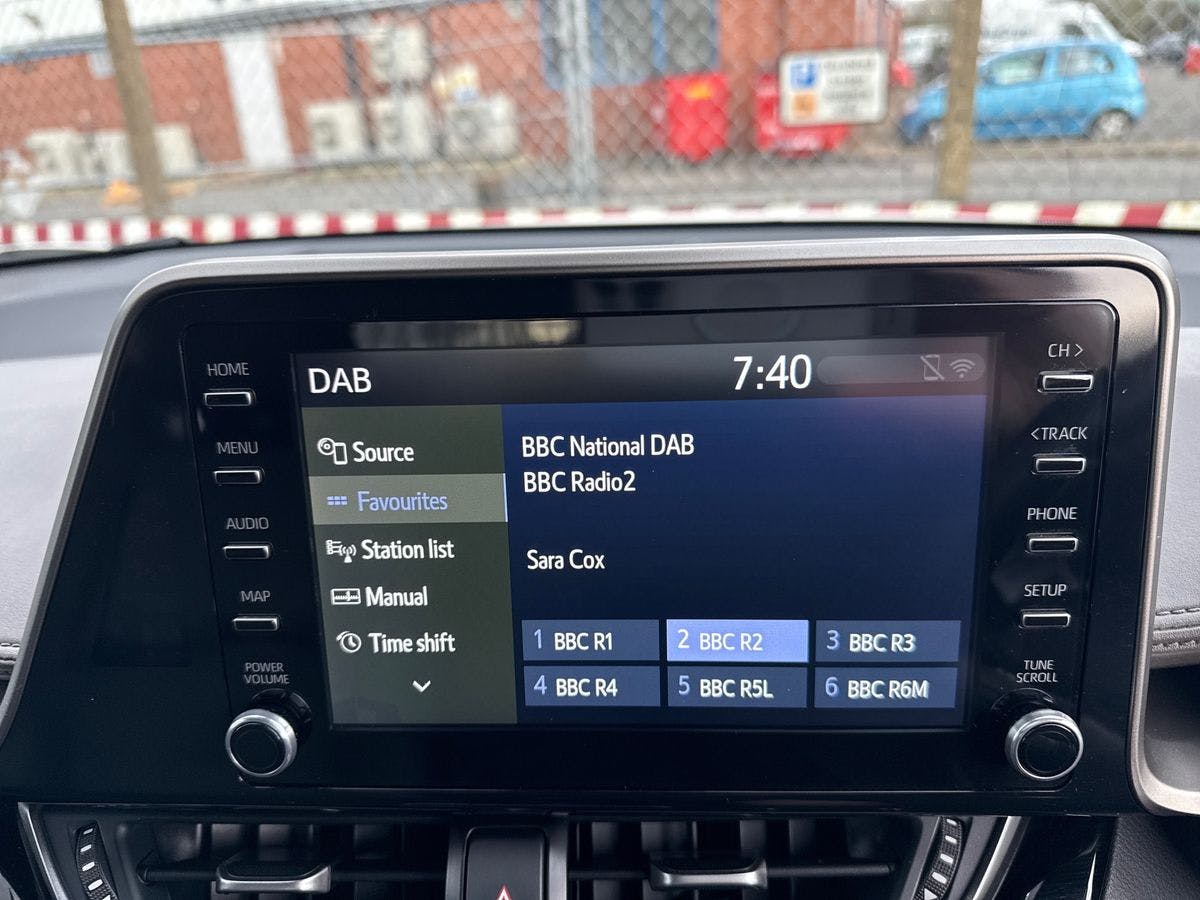 DAB
7:40
HOME
MENU
AUDIO
MAP
POWER
VOLUME
Source
Favourites
Station list
Manual
Time shift
BBC National DAB
BBC Radio2
Sara Cox
1 BBC R1
2 BBC R2
3 BBC R3
4 BBC R4
5 BBC R5L
6 BBC R6M
CH >
< TRACK
PHONE
SETUP
TUNE
SCROLL